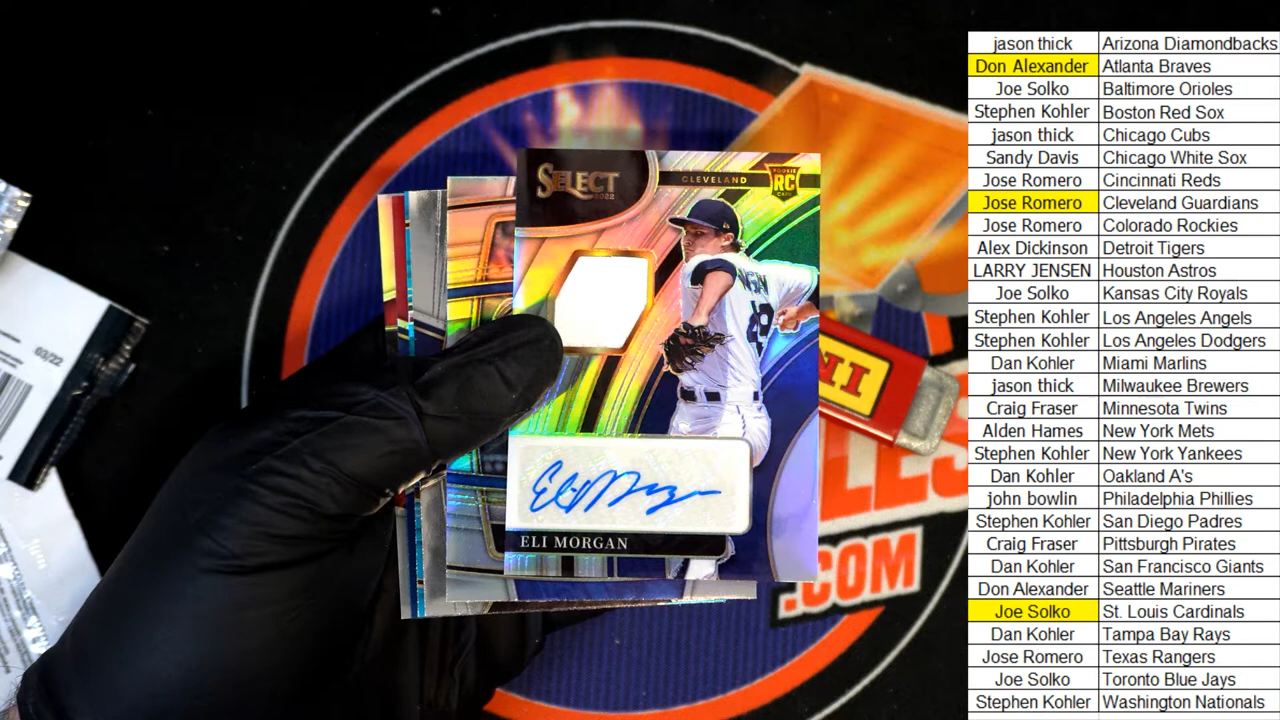 SELECT
2022
CLEVELAND
ROOKIE
RC
CARD
48
Eli Morgan
ELI MORGAN
03/22
NI
LES
.COM
jason thick Arizona Diamondbacks
Don Alexander Atlanta Braves
Joe Solko Baltimore Orioles
Stephen Kohler Boston Red Sox
jason thick Chicago Cubs
Sandy Davis Chicago White Sox
Jose Romero Cincinnati Reds
Jose Romero Cleveland Guardians
Jose Romero Colorado Rockies
Alex Dickinson Detroit Tigers
LARRY JENSEN Houston Astros
Joe Solko Kansas City Royals
Stephen Kohler Los Angeles Angels
Stephen Kohler Los Angeles Dodgers
Dan Kohler Miami Marlins
jason thick Milwaukee Brewers
Craig Fraser Minnesota Twins
Alden Hames New York Mets
Stephen Kohler New York Yankees
Dan Kohler Oakland A's
john bowlin Philadelphia Phillies
Stephen Kohler San Diego Padres
Craig Fraser Pittsburgh Pirates
Dan Kohler San Francisco Giants
Don Alexander Seattle Mariners
Joe Solko St. Louis Cardinals
Dan Kohler Tampa Bay Rays
Jose Romero Texas Rangers
Joe Solko Toronto Blue Jays
Stephen Kohler Washington Nationals